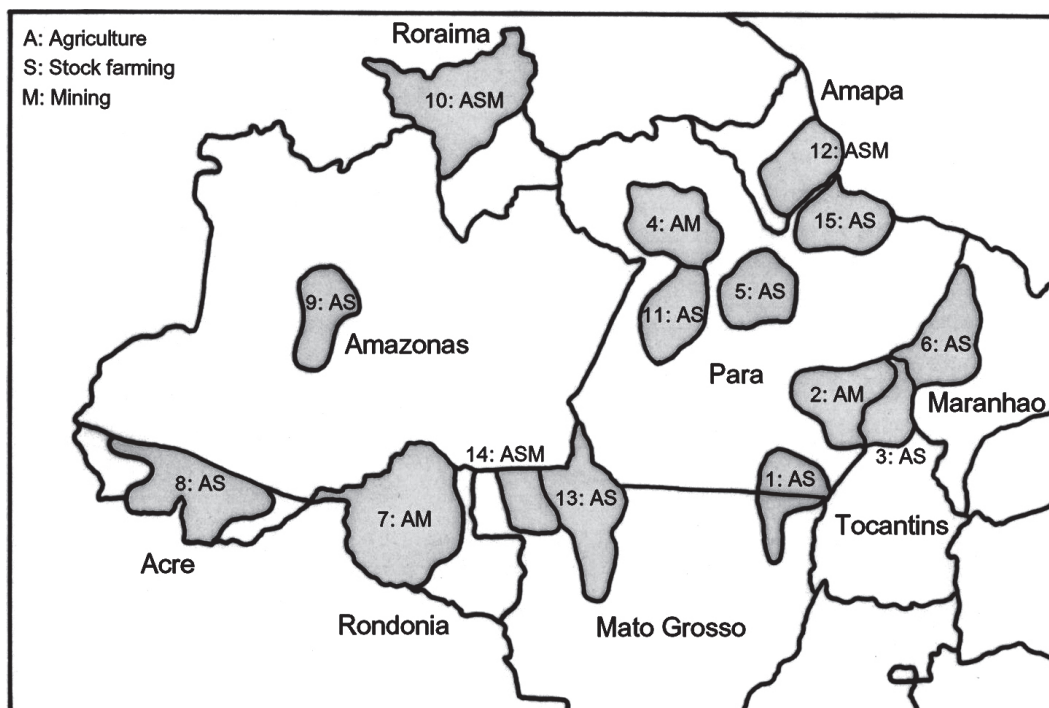 A: Agriculture
S: Stock farming
M: Mining
Roraima
10: ASM
Amapa
12: ASM
4: AM
15: AS
9: AS
5: AS
11: AS
Amazonas
Para
6: AS
2: AM
Maranhao
14: ASM
3: AS
8: AS
1: AS
13: AS
7: AM
Tocantins
Acre
Rondonia
Mato Grosso